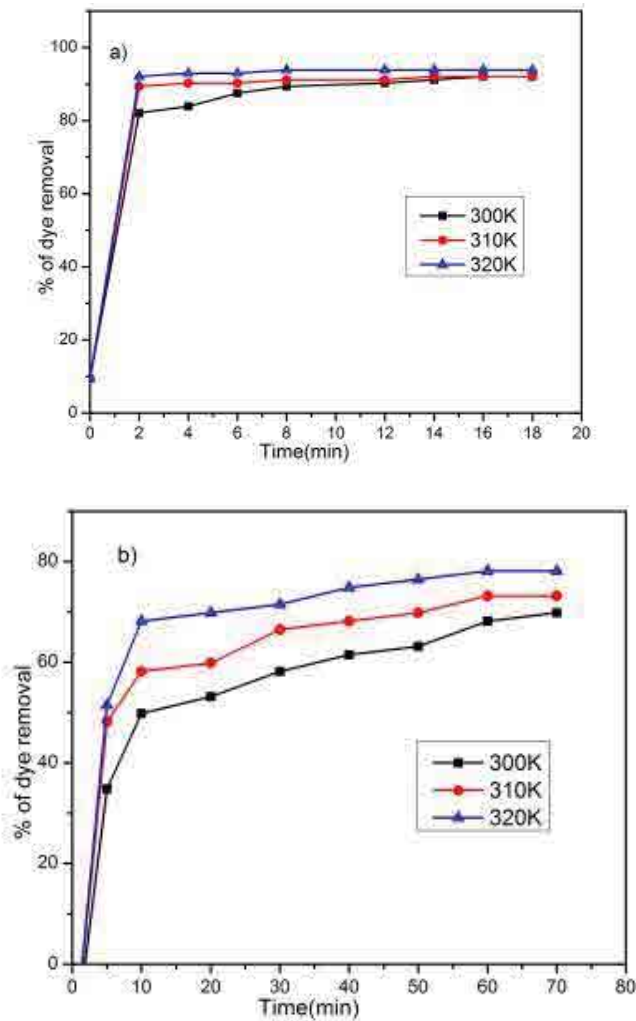 a)
% of dye removal
100
80
60
40
20
0
300K
310K
320K
0 2 4 6 8 10 12 14 16 18 20
Time(min)
b)
% of dye removal
80
60
40
20
0
300K
310K
320K
0 10 20 30 40 50 60 70 80
Time(min)